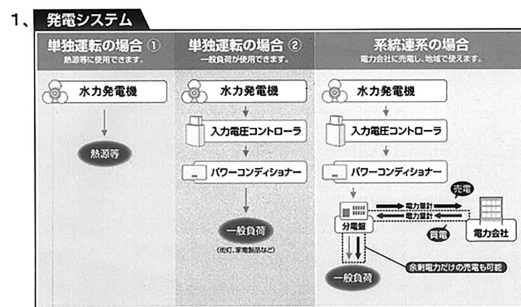 1、 発電システム
単独運転の場合 ①
熱源等に使用できます。
水力発電機
熱源等
単独運転の場合 ②
一般負荷が使用できます。
水力発電機
入力電圧コントローラ
パワーコンディショナー
一般負荷
(街灯、家電製品など)
系統連系の場合
電力会社に売電し、地域で使えます。
水力発電機
入力電圧コントローラ
パワーコンディショナー
売電
電力量計
電力量計
買電
分電盤
電力会社
余剰電力だけの売電も可能
一般負荷